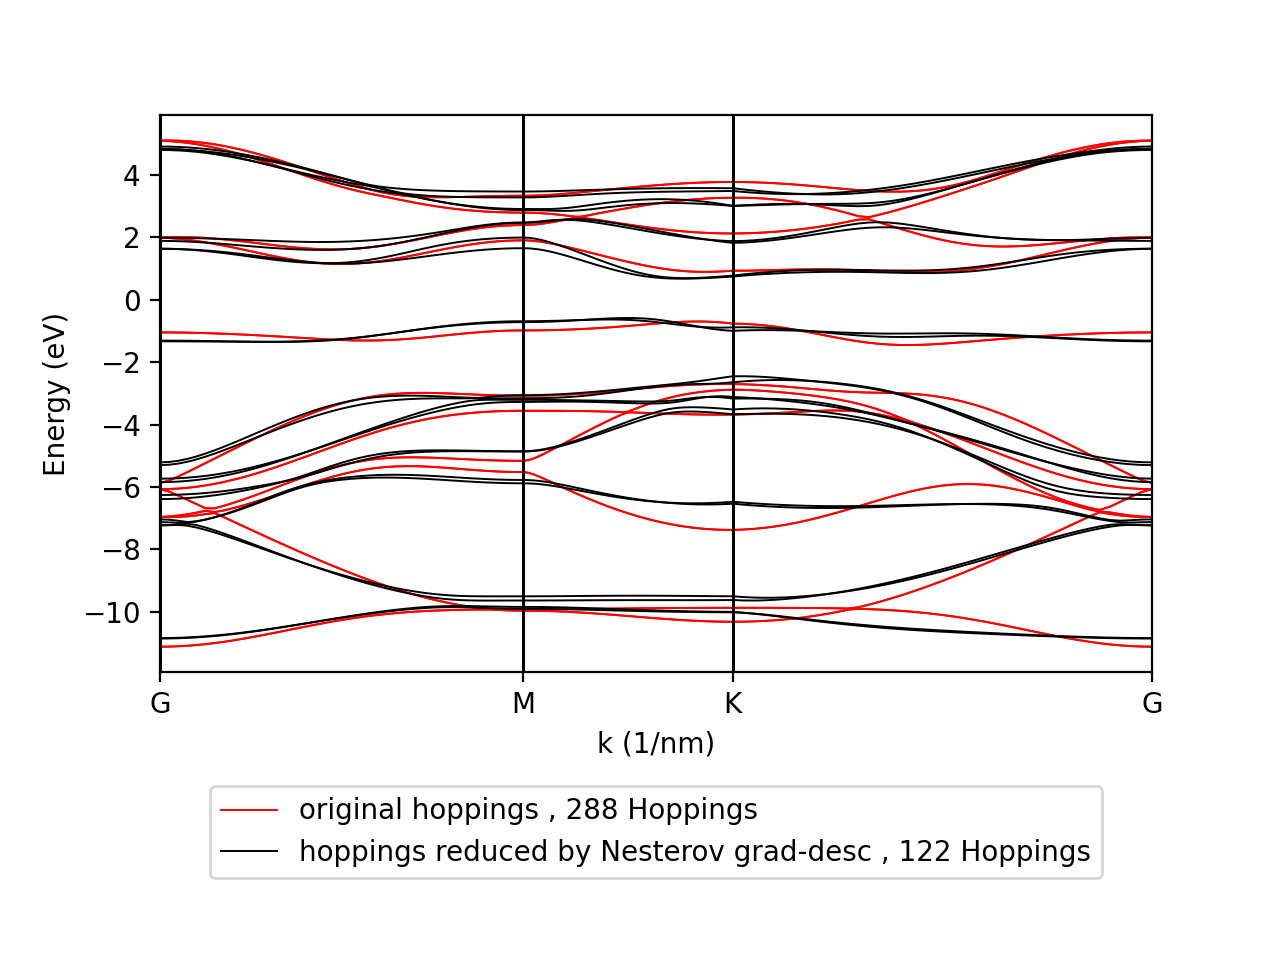 4
2
0
−2
−4
−6
−8
−10
Energy (eV)
G M K G
k (1/nm)
original hoppings , 288 Hoppings
hoppings reduced by Nesterov grad-desc , 122 Hoppings